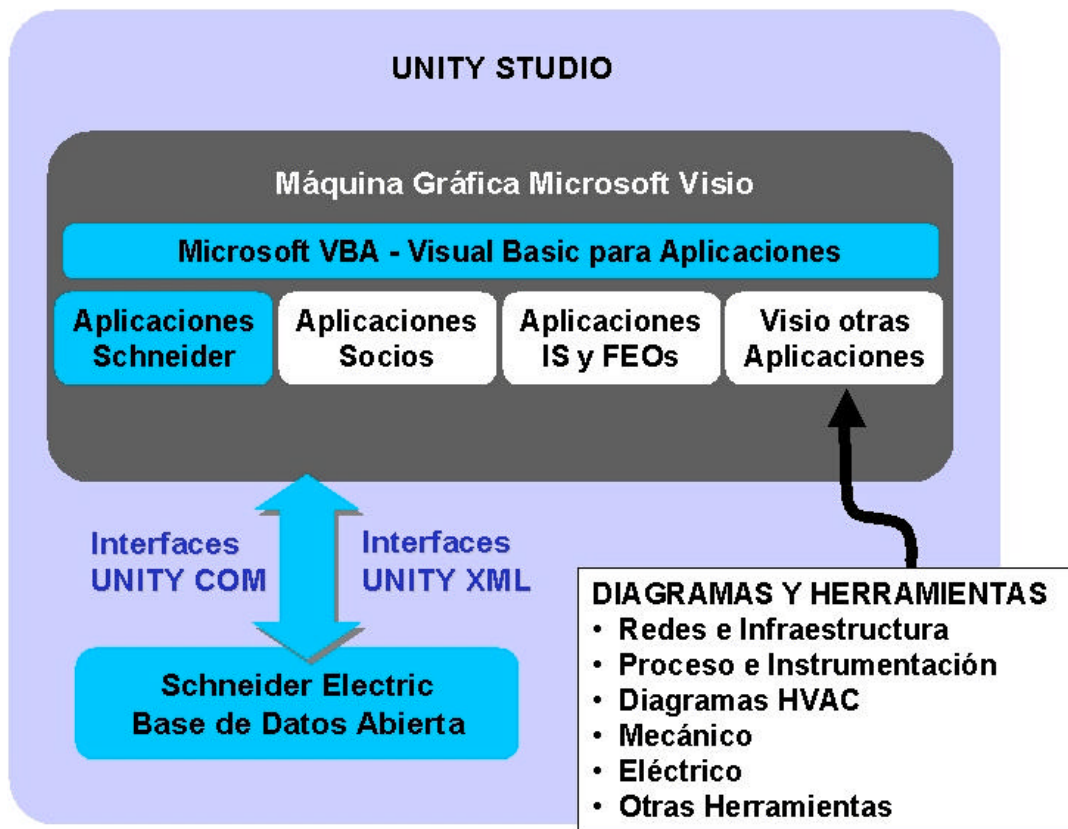 UNITY STUDIO
Máquina Gráfica Microsoft Visio
Microsoft VBA - Visual Basic para Aplicaciones
Aplicaciones
Schneider
Aplicaciones
Socios
Aplicaciones
IS y FEOs
Visio otras
Aplicaciones
Interfaces
UNITY COM
Interfaces
UNITY XML
Schneider Electric
Base de Datos Abierta
DIAGRAMAS Y HERRAMIENTAS
• Redes e Infraestructura
• Proceso e Instrumentación
• Diagramas HVAC
• Mecánico
• Eléctrico
• Otras Herramientas